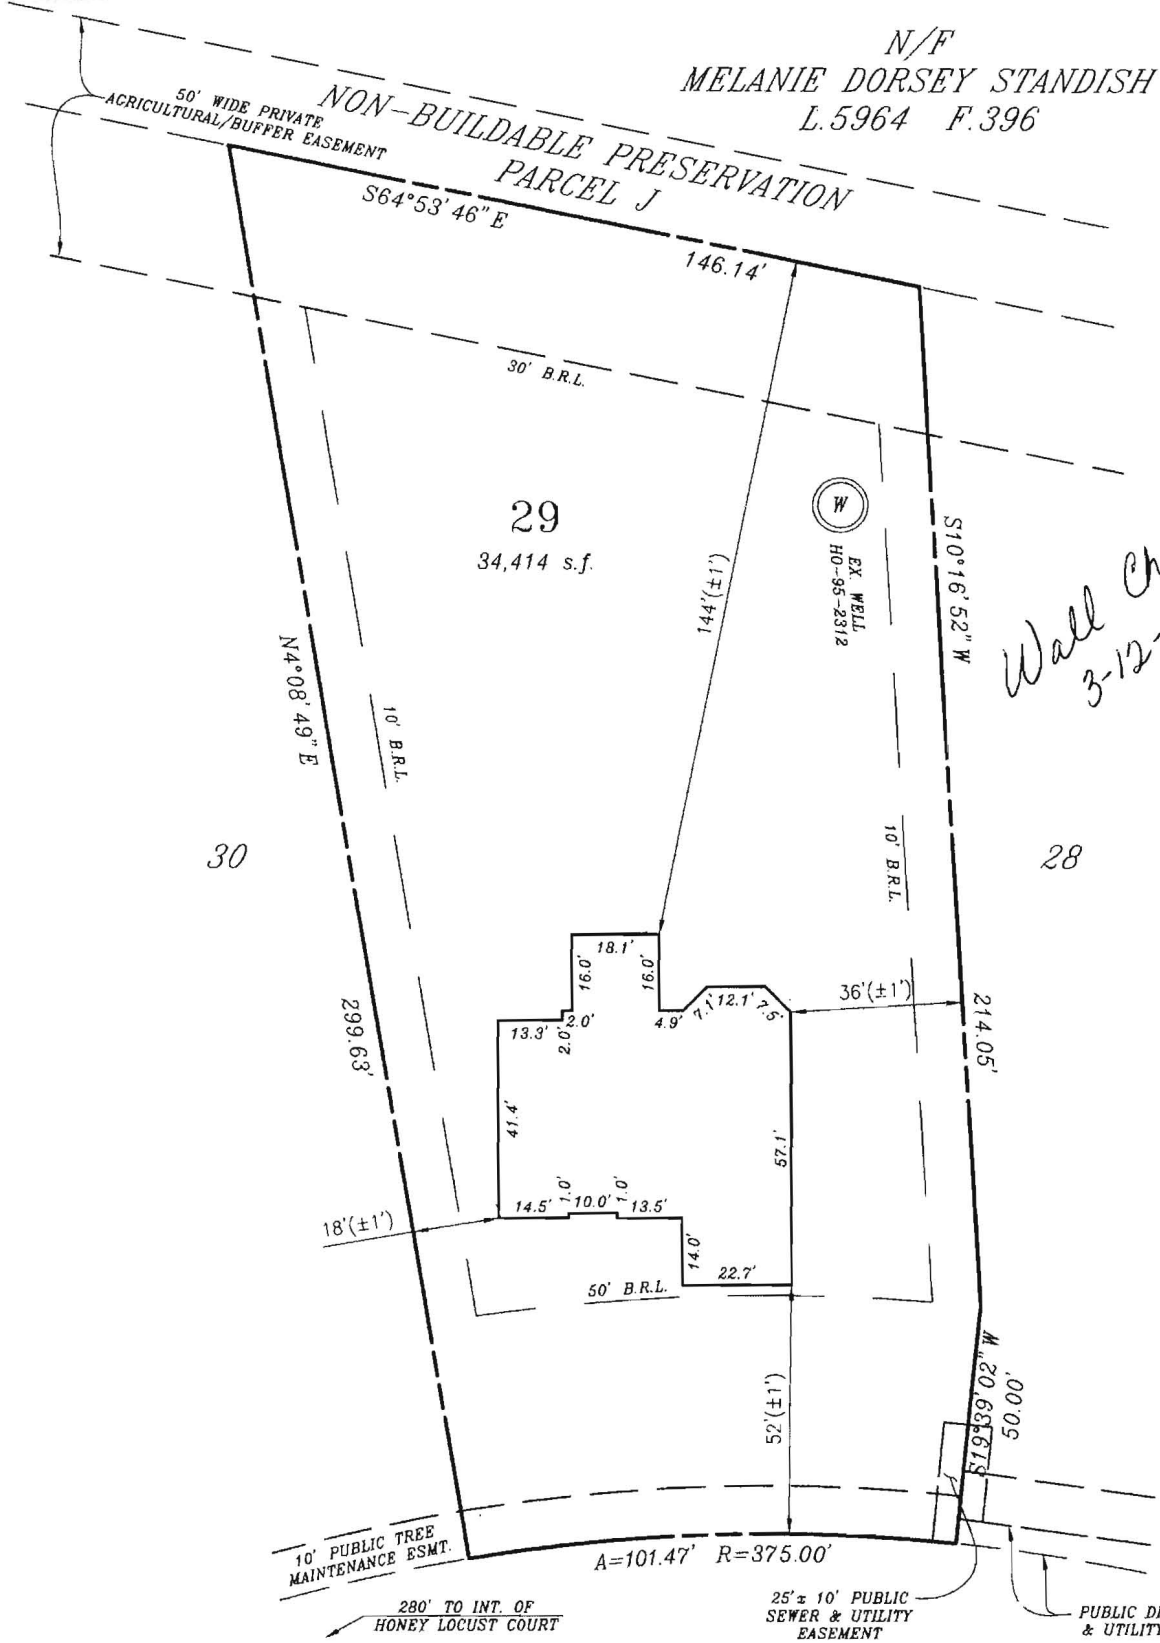 N/F
MELANIE DORSEY STANDISH
L.5964 F.396
50' WIDE PRIVATE
AGRICULTURAL/BUFFER EASEMENT
NON-BUILDABLE PRESERVATION
PARCEL J
S64°53'46"E
146.14'
30' B.R.L.
29
34,414 s.f.
W
EX. WELL
HO-95-2312
144'(±1')
S10°16'52"W
Wall Ch
3-12-
N4°08'49"E
10' B.R.L.
10' B.R.L.
30
28
18.1'
16.0'
16.0'
13.3'
2.0'
2.0'
4.9'
7.1'
12.1'
7.5'
36'(±1')
299.63'
214.05'
41.4'
57.1'
14.5'
1.0'
10.0'
1.0'
13.5'
18'(±1')
14.0'
22.7'
50' B.R.L.
52'(±1')
S19°39'02"W
50.00'
10' PUBLIC TREE
MAINTENANCE ESMT.
A=101.47' R=375.00'
280' TO INT. OF
HONEY LOCUST COURT
25' x 10' PUBLIC
SEWER & UTILITY
EASEMENT
PUBLIC D
& UTILITY